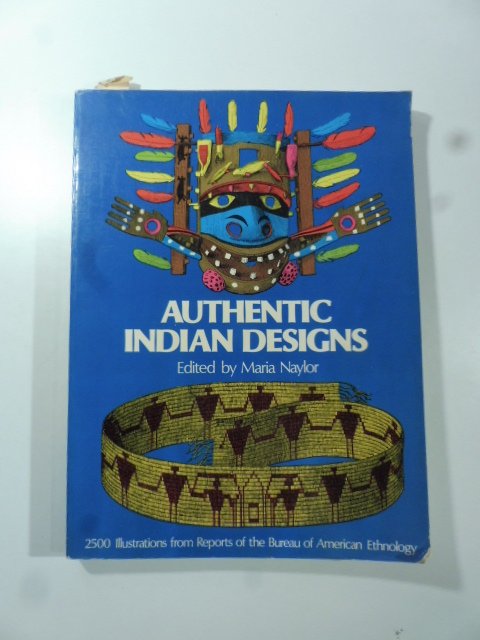 AUTHENTIC
INDIAN DESIGNS
Edited by Maria Naylor
2500 Illustrations from Reports of the Bureau of American Ethnology